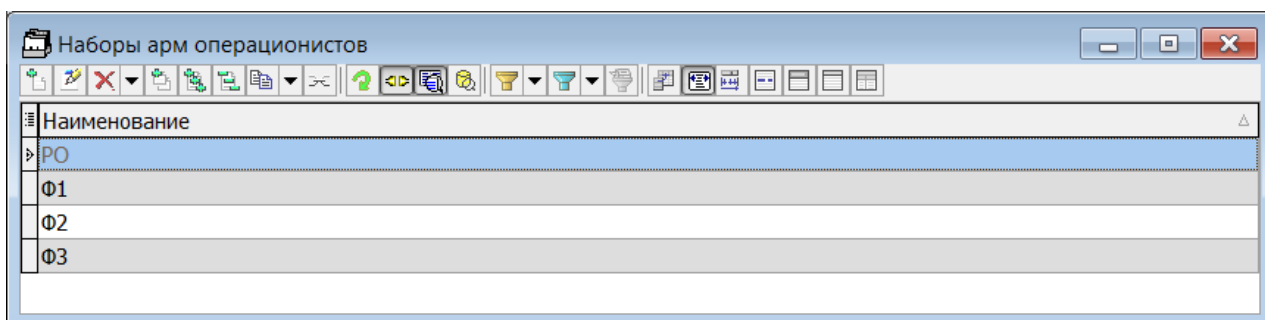 Наборы арм операционистов
Наименование
РО
Ф1
Ф2
Ф3